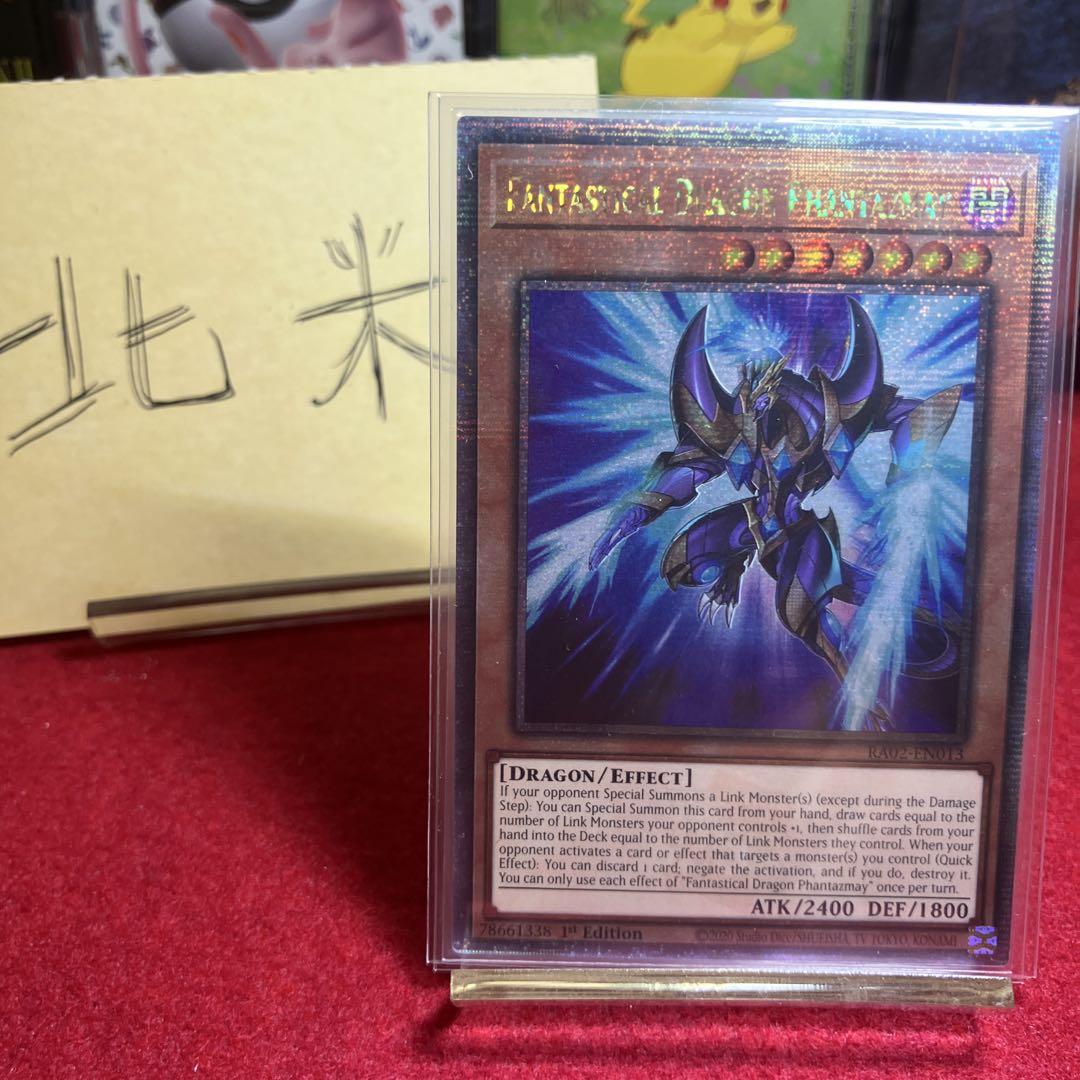 北米
FANTASTICAL DRAGON PHANTAZMAY
闇
RA02-EN013
[DRAGON/EFFECT]
If your opponent Special Summons a Link Monster(s) (except during the Damage
Step): You can Special Summon this card from your hand, draw cards equal to the
number of Link Monsters your opponent controls +1, then shuffle cards from your
hand into the Deck equal to the number of Link Monsters they control. When your
opponent activates a card or effect that targets a monster(s) you control (Quick
Effect): You can discard 1 card; negate the activation, and if you do, destroy it.
You can only use each effect of "Fantastical Dragon Phantazmay" once per turn.
ATK/2400 DEF/1800
78661338 1st Edition ©2020 Studio Dice/SHUEISHA, TV TOKYO, KONAMI